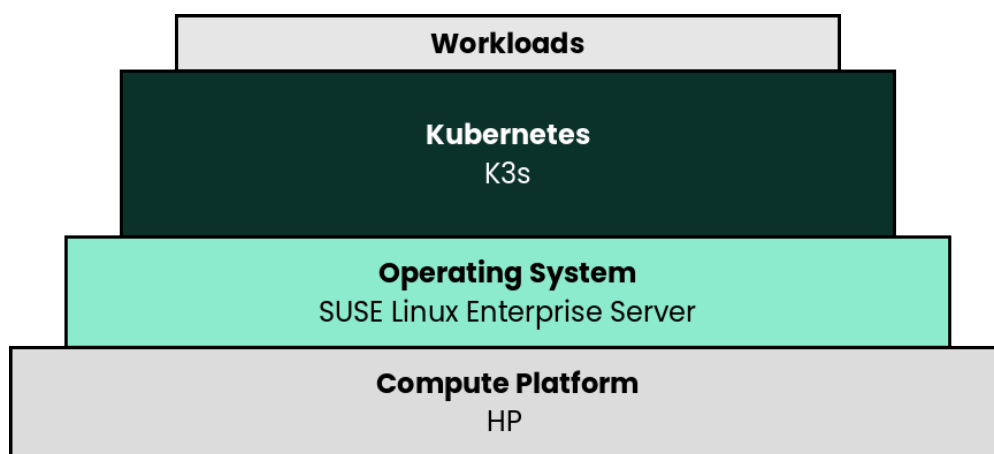 Workloads
Kubernetes
K3s
Operating System
SUSE Linux Enterprise Server
Compute Platform
HP